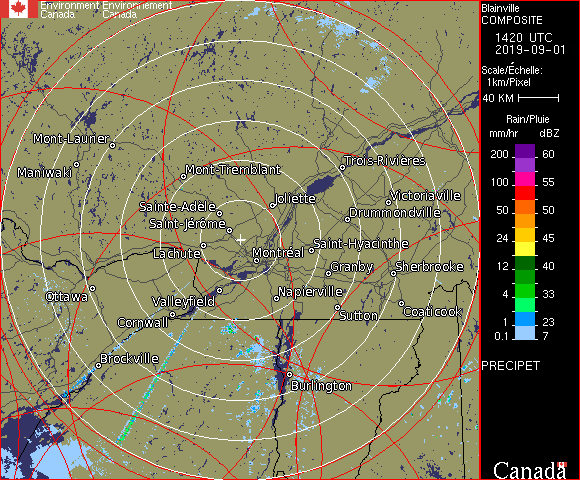 Environment Environnement
Canada Canada
Blainville
COMPOSITE
1420 UTC
2019-09-01
Scale/Échelle:
1km/Pixel
40 KM
Rain/Pluie
mm/hr dBZ
200 60
100 55
50 50
24 45
12 40
4 33
1 23
0.1 7
PRECIPET
Canada
Mont-Laurier
Maniwaki
Mont-Tremblant
Trois-Rivières
Joliette
Victoriaville
Sainte-Adèle
Drummondville
Saint-Jérôme
Saint-Hyacinthe
Lachute
Montréal
Granby
Sherbrooke
Ottawa
Valleyfield
Napierville
Cornwall
Sutton
Coaticook
Brockville
Burlington